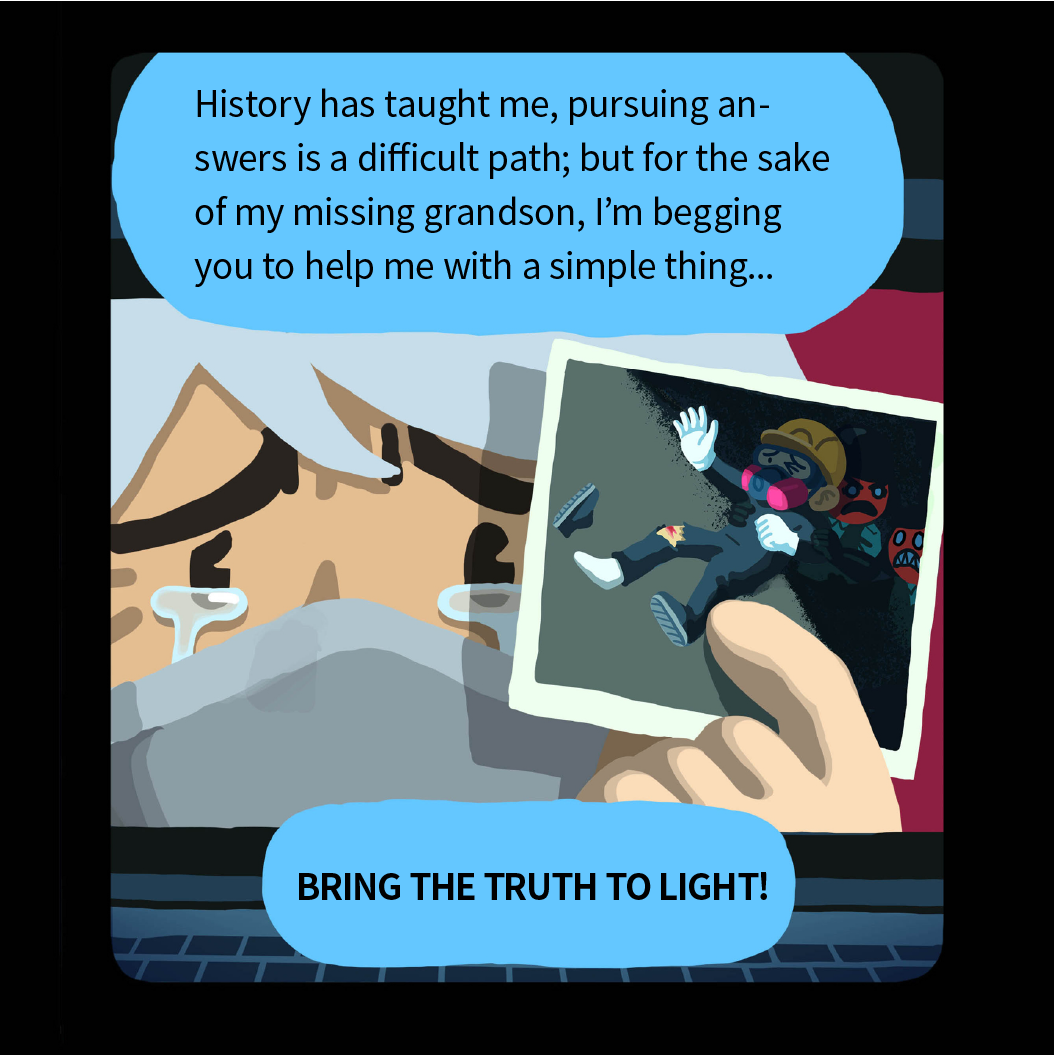 History has taught me, pursuing an-
swers is a difficult path; but for the sake
of my missing grandson, I’m begging
you to help me with a simple thing...
BRING THE TRUTH TO LIGHT!